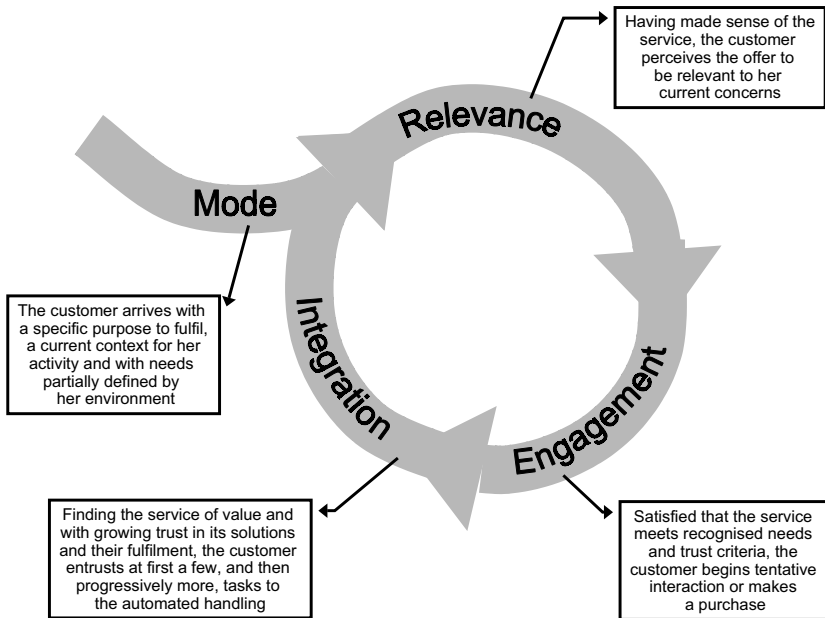 Having made sense of the
service, the customer
perceives the offer to
be relevant to her
current concerns
Relevance
Mode
The customer arrives with
a specific purpose to fulfil,
a current context for her
activity and with needs
partially defined by
her environment
Integration
Engagement
Finding the service of value and
with growing trust in its solutions
and their fulfilment, the customer
entrusts at first a few, and then
progressively more, tasks to
the automated handling
Satisfied that the service
meets recognised needs
and trust criteria, the
customer begins tentative
interaction or makes
a purchase